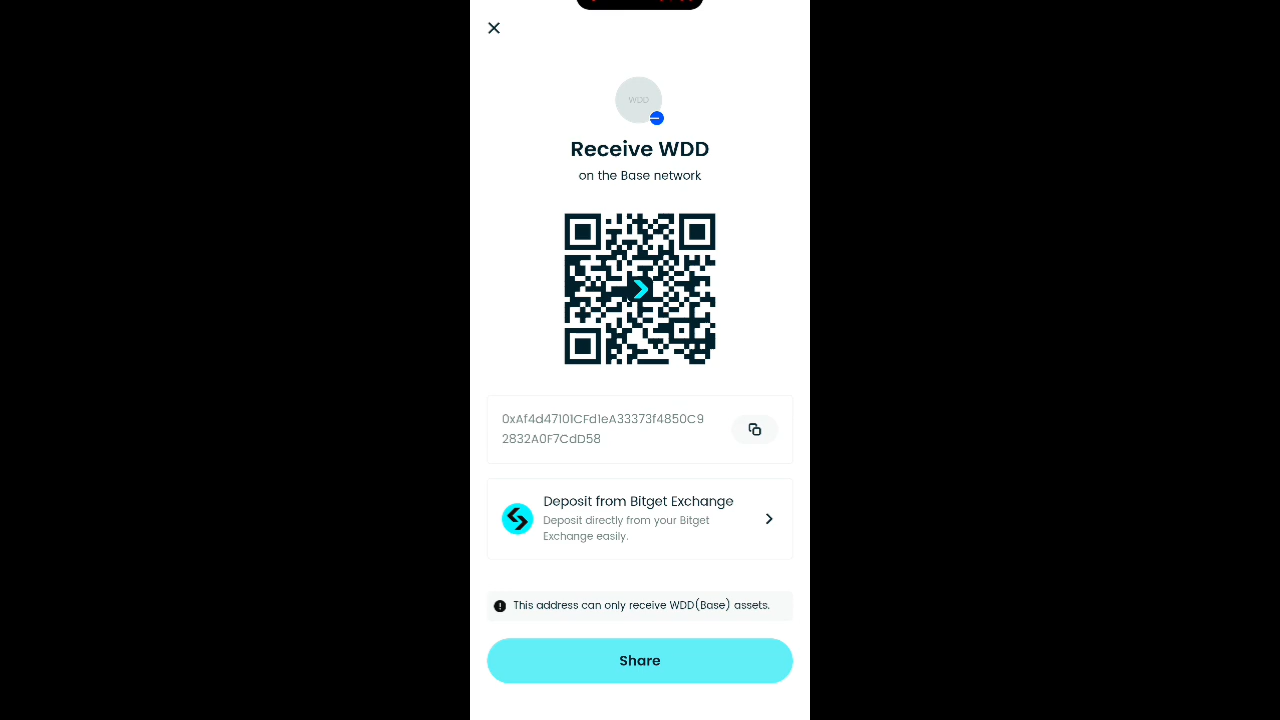 WDD
Receive WDD
on the Base network
0xAf4d47101CFd1eA33373f4850C9
2832A0F7CdD58
Deposit from Bitget Exchange
Deposit directly from your Bitget
Exchange easily.
This address can only receive WDD(Base) assets.
Share